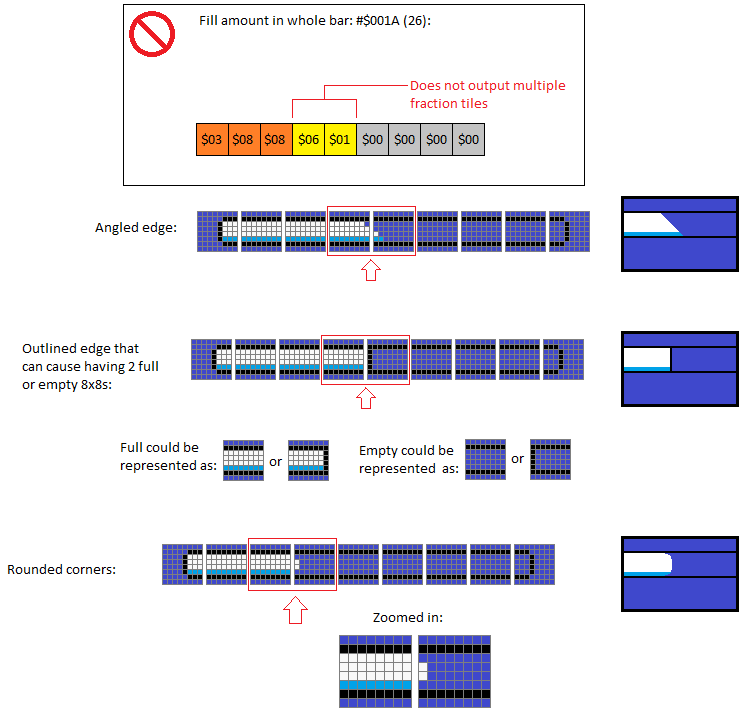 Fill amount in whole bar: #$001A (26):
Does not output multiple
fraction tiles
$03 $08 $08 $06 $01 $00 $00 $00 $00
Angled edge:
Outlined edge that
can cause having 2 full
or empty 8x8s:
Full could be
represented as:
or
Empty could be
represented as:
or
Rounded corners:
Zoomed in: